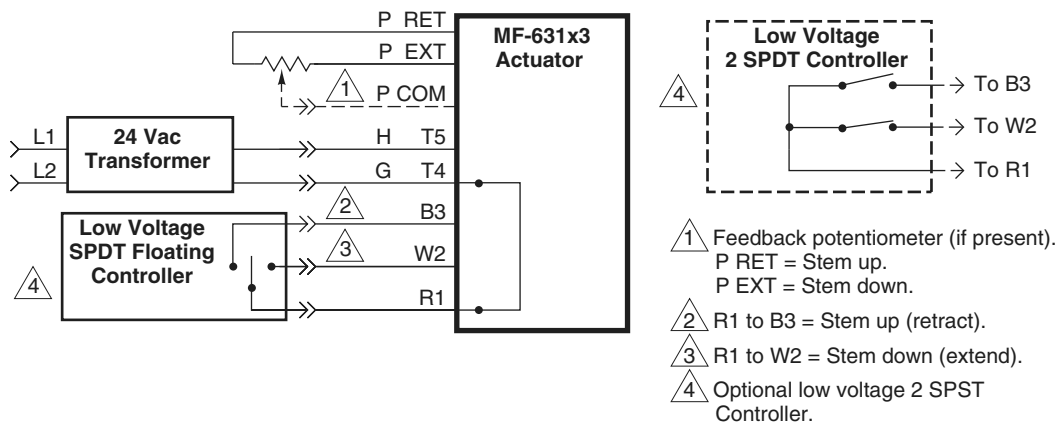 P RET
P EXT
1
P COM
MF-631x3
Actuator
L1
L2
24 Vac
Transformer
H T5
G T4
2
B3
3
W2
R1
Low Voltage
SPDT Floating
Controller
4
Low Voltage
2 SPDT Controller
4
To B3
To W2
To R1
1 Feedback potentiometer (if present).
P RET = Stem up.
P EXT = Stem down.
2 R1 to B3 = Stem up (retract).
3 R1 to W2 = Stem down (extend).
4 Optional low voltage 2 SPST
Controller.